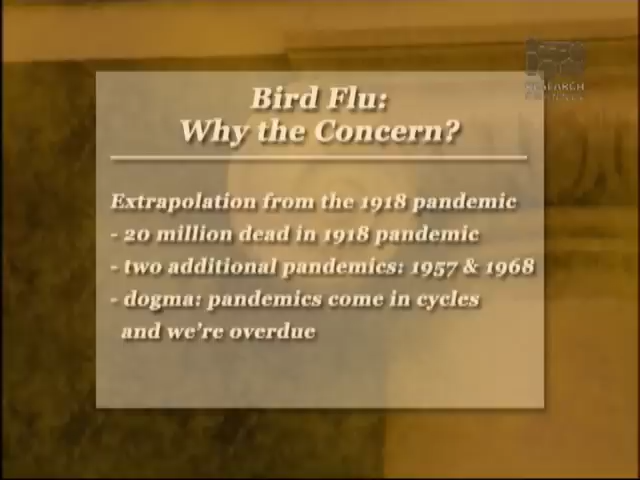 RESEARCH
Bird Flu:
Why the Concern?
Extrapolation from the 1918 pandemic
- 20 million dead in 1918 pandemic
- two additional pandemics: 1957 & 1968
- dogma: pandemics come in cycles
and we're overdue